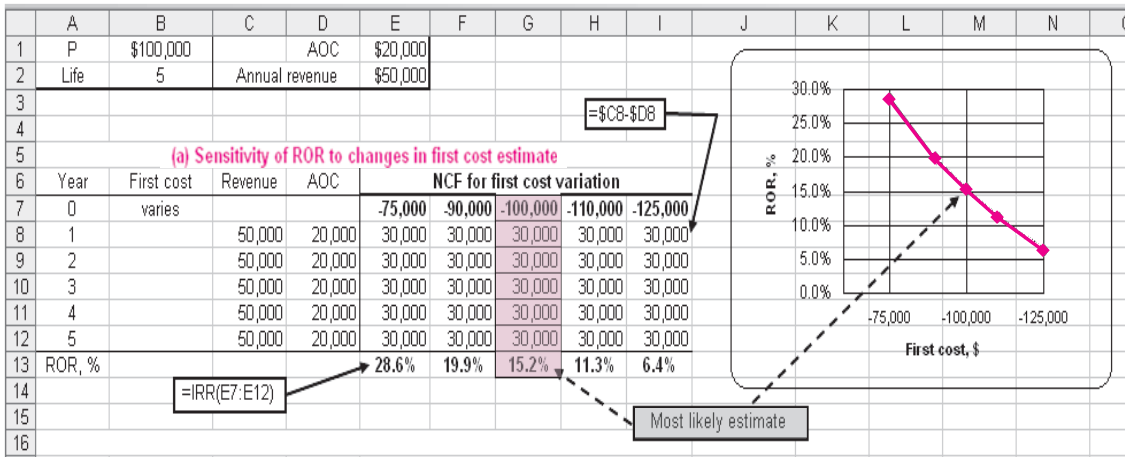 A B C D E F G H I J K L M N
1 P $100,000 AOC $20,000
2 Life 5 Annual revenue $50,000
3
4 =$C8-$D8
5 (a) Sensitivity of ROR to changes in first cost estimate
6 Year First cost Revenue AOC NCF for first cost variation
7 0 varies -75,000 -90,000 -100,000 -110,000 -125,000
8 1 50,000 20,000 30,000 30,000 30,000 30,000 30,000
9 2 50,000 20,000 30,000 30,000 30,000 30,000 30,000
10 3 50,000 20,000 30,000 30,000 30,000 30,000 30,000
11 4 50,000 20,000 30,000 30,000 30,000 30,000 30,000
12 5 50,000 20,000 30,000 30,000 30,000 30,000 30,000
13 ROR, % 28.6% 19.9% 15.2% 11.3% 6.4%
14 =IRR(E7:E12)
15 Most likely estimate
16
30.0%
25.0%
20.0%
15.0%
10.0%
5.0%
0.0%
ROR, %
-75,000 -100,000 -125,000
First cost, $